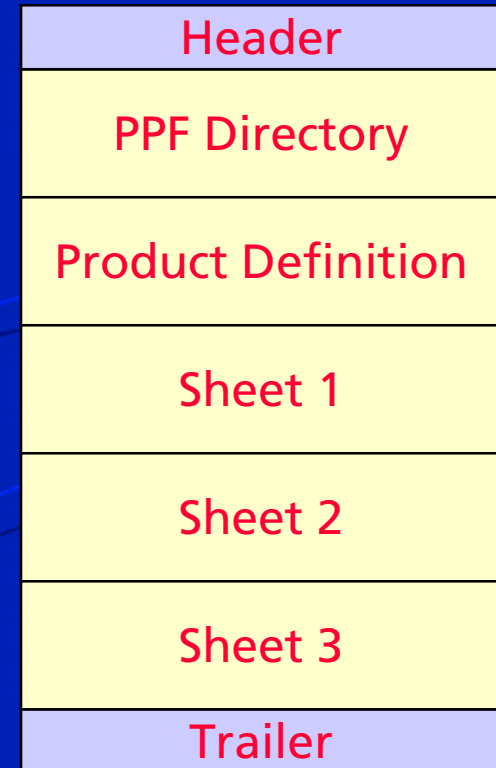 Header
PPF Directory
Product Definition
Sheet 1
Sheet 2
Sheet 3
Trailer